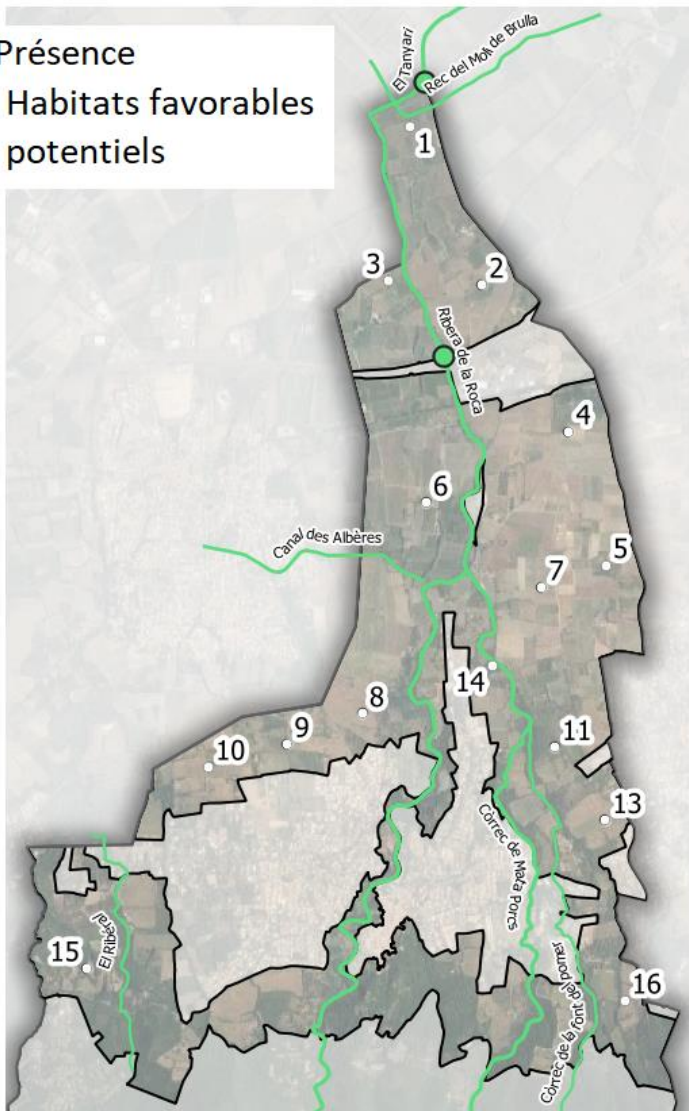 Présence
Habitats favorables
potentiels
El Tanyarí
Rec del Molí de Brulla
1
2
3
Ribera de la Roca
4
6
5
Canal des Albères
7
14
8
9
10
11
13
Còrrec de Mata Porcs
El Ribéral
15
16
Còrrec de la font del pomer